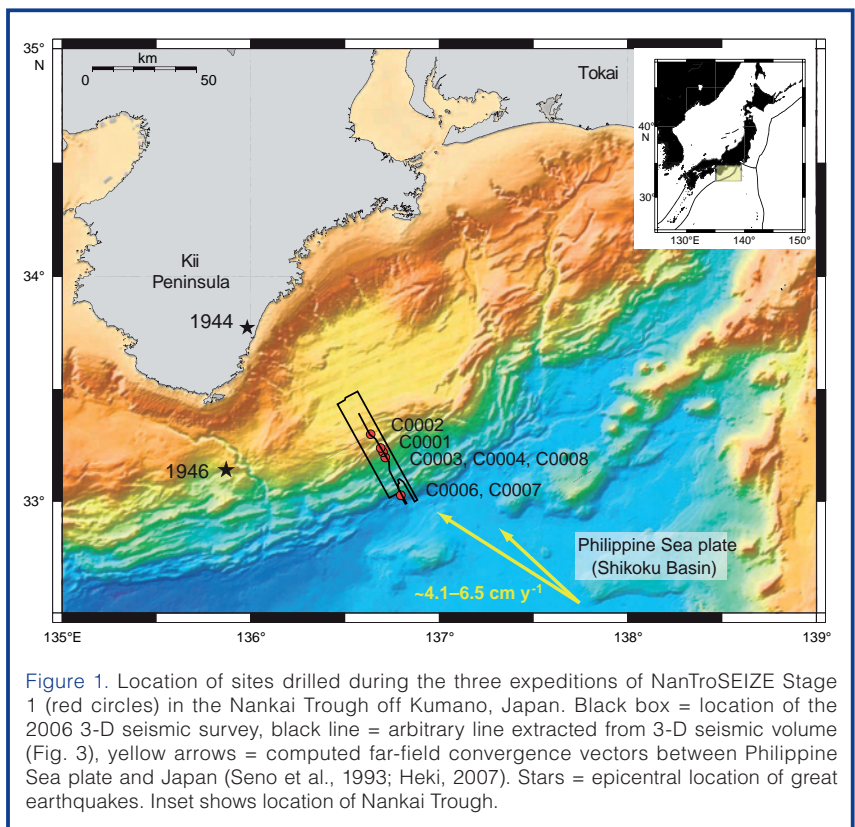 35°
N
km
0 50
Tokai
40°
N
30°
130°E 140° 150°
34°
Kii
Peninsula
1944
C0002
C0001
C0003, C0004, C0008
1946
33°
C0006, C0007
Philippine Sea plate
(Shikoku Basin)
~4.1–6.5 cm y-1
135°E 136° 137° 138° 139°
Figure 1. Location of sites drilled during the three expeditions of NanTroSEIZE Stage
1 (red circles) in the Nankai Trough off Kumano, Japan. Black box = location of the
2006 3-D seismic survey, black line = arbitrary line extracted from 3-D seismic volume
(Fig. 3), yellow arrows = computed far-field convergence vectors between Philippine
Sea plate and Japan (Seno et al., 1993; Heki, 2007). Stars = epicentral location of great
earthquakes. Inset shows location of Nankai Trough.